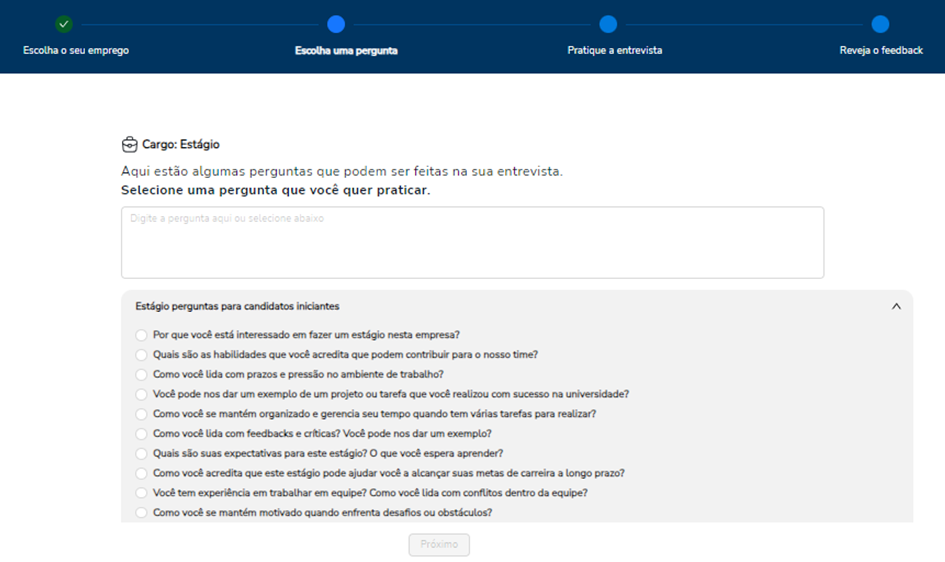 Escolha o seu emprego
Escolha uma pergunta
Pratique a entrevista
Reveja o feedback
Cargo: Estágio
Aqui estão algumas perguntas que podem ser feitas na sua entrevista.
Selecione uma pergunta que você quer praticar.
Digite a pergunta aqui ou selecione abaixo
Estágio perguntas para candidatos iniciantes
Por que você está interessado em fazer um estágio nesta empresa?
Quais são as habilidades que você acredita que podem contribuir para o nosso time?
Como você lida com prazos e pressão no ambiente de trabalho?
Você pode nos dar um exemplo de um projeto ou tarefa que você realizou com sucesso na universidade?
Como você se mantém organizado e gerencia seu tempo quando tem várias tarefas para realizar?
Como você lida com feedbacks e críticas? Você pode nos dar um exemplo?
Quais são suas expectativas para este estágio? O que você espera aprender?
Como você acredita que este estágio pode ajudar você a alcançar suas metas de carreira a longo prazo?
Você tem experiência em trabalhar em equipe? Como você lida com conflitos dentro da equipe?
Como você se mantém motivado quando enfrenta desafios ou obstáculos?
Próximo